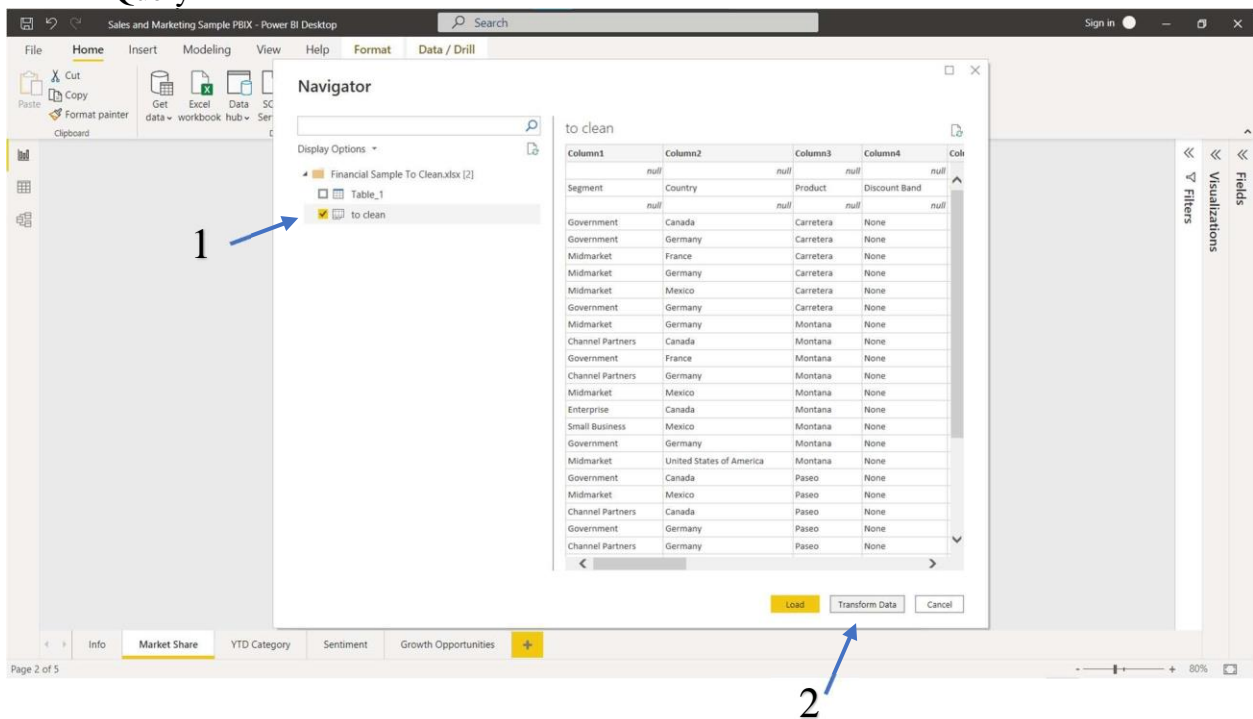 Query
Sales and Marketing Sample PBIX - Power BI Desktop
Search
Sign in
File Home Insert Modeling View Help Format Data / Drill
Cut
Copy
Format painter
Paste
Clipboard
Get data
Excel workbook
Data hub
Navigator
Display Options
Financial Sample To Clean.xlsx [2]
Table_1
to clean
1
to clean
Column1 Column2 Column3 Column4
null null null null
Segment Country Product Discount Band
null null null null
Government Canada Carretera None
Government Germany Carretera None
Midmarket France Carretera None
Midmarket Germany Carretera None
Midmarket Mexico Carretera None
Government Germany Carretera None
Midmarket Germany Montana None
Channel Partners Canada Montana None
Government France Montana None
Channel Partners Germany Montana None
Midmarket Mexico Montana None
Enterprise Canada Montana None
Small Business Mexico Montana None
Government Germany Montana None
Midmarket United States of America Montana None
Government Canada Paseo None
Midmarket Mexico Paseo None
Channel Partners Canada Paseo None
Government Germany Paseo None
Channel Partners Germany Paseo None
Load Transform Data Cancel
Filters
Visualizations
Fields
Info Market Share YTD Category Sentiment Growth Opportunities
Page 2 of 5
80%
2